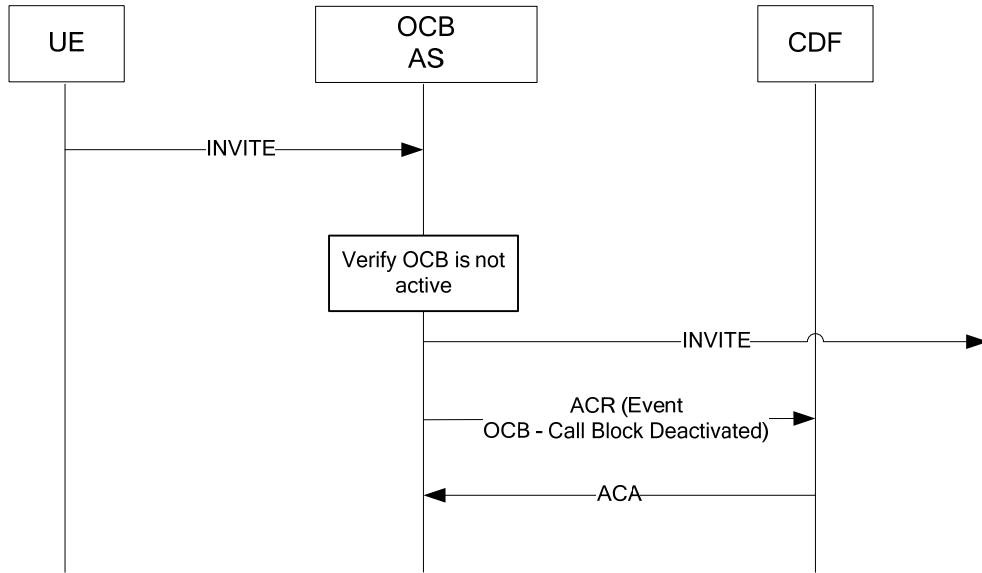 UE
OCB
AS
CDF
INVITE
Verify OCB is not
active
INVITE
ACR (Event
OCB - Call Block Deactivated)
ACA